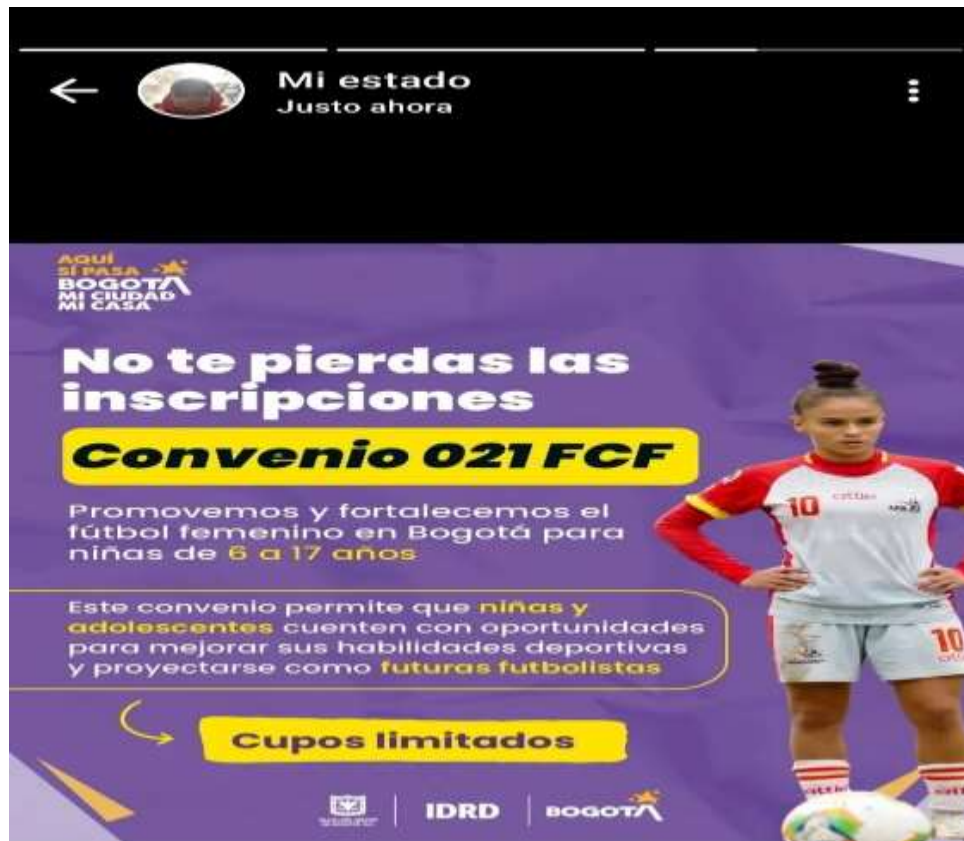 Mi estado
Justo ahora
AQUÍ
SÍ PASA
BOGOTÁ
MI CIUDAD
MI CASA
No te pierdas las
inscripciones
Convenio 021 FCF
Promovemos y fortalecemos el
fútbol femenino en Bogotá para
niñas de 6 a 17 años
Este convenio permite que niñas y
adolescentes cuenten con oportunidades
para mejorar sus habilidades deportivas
y proyectarse como futuras futbolistas
Cupos limitados
10
10
IDRD
BOGOTÁ